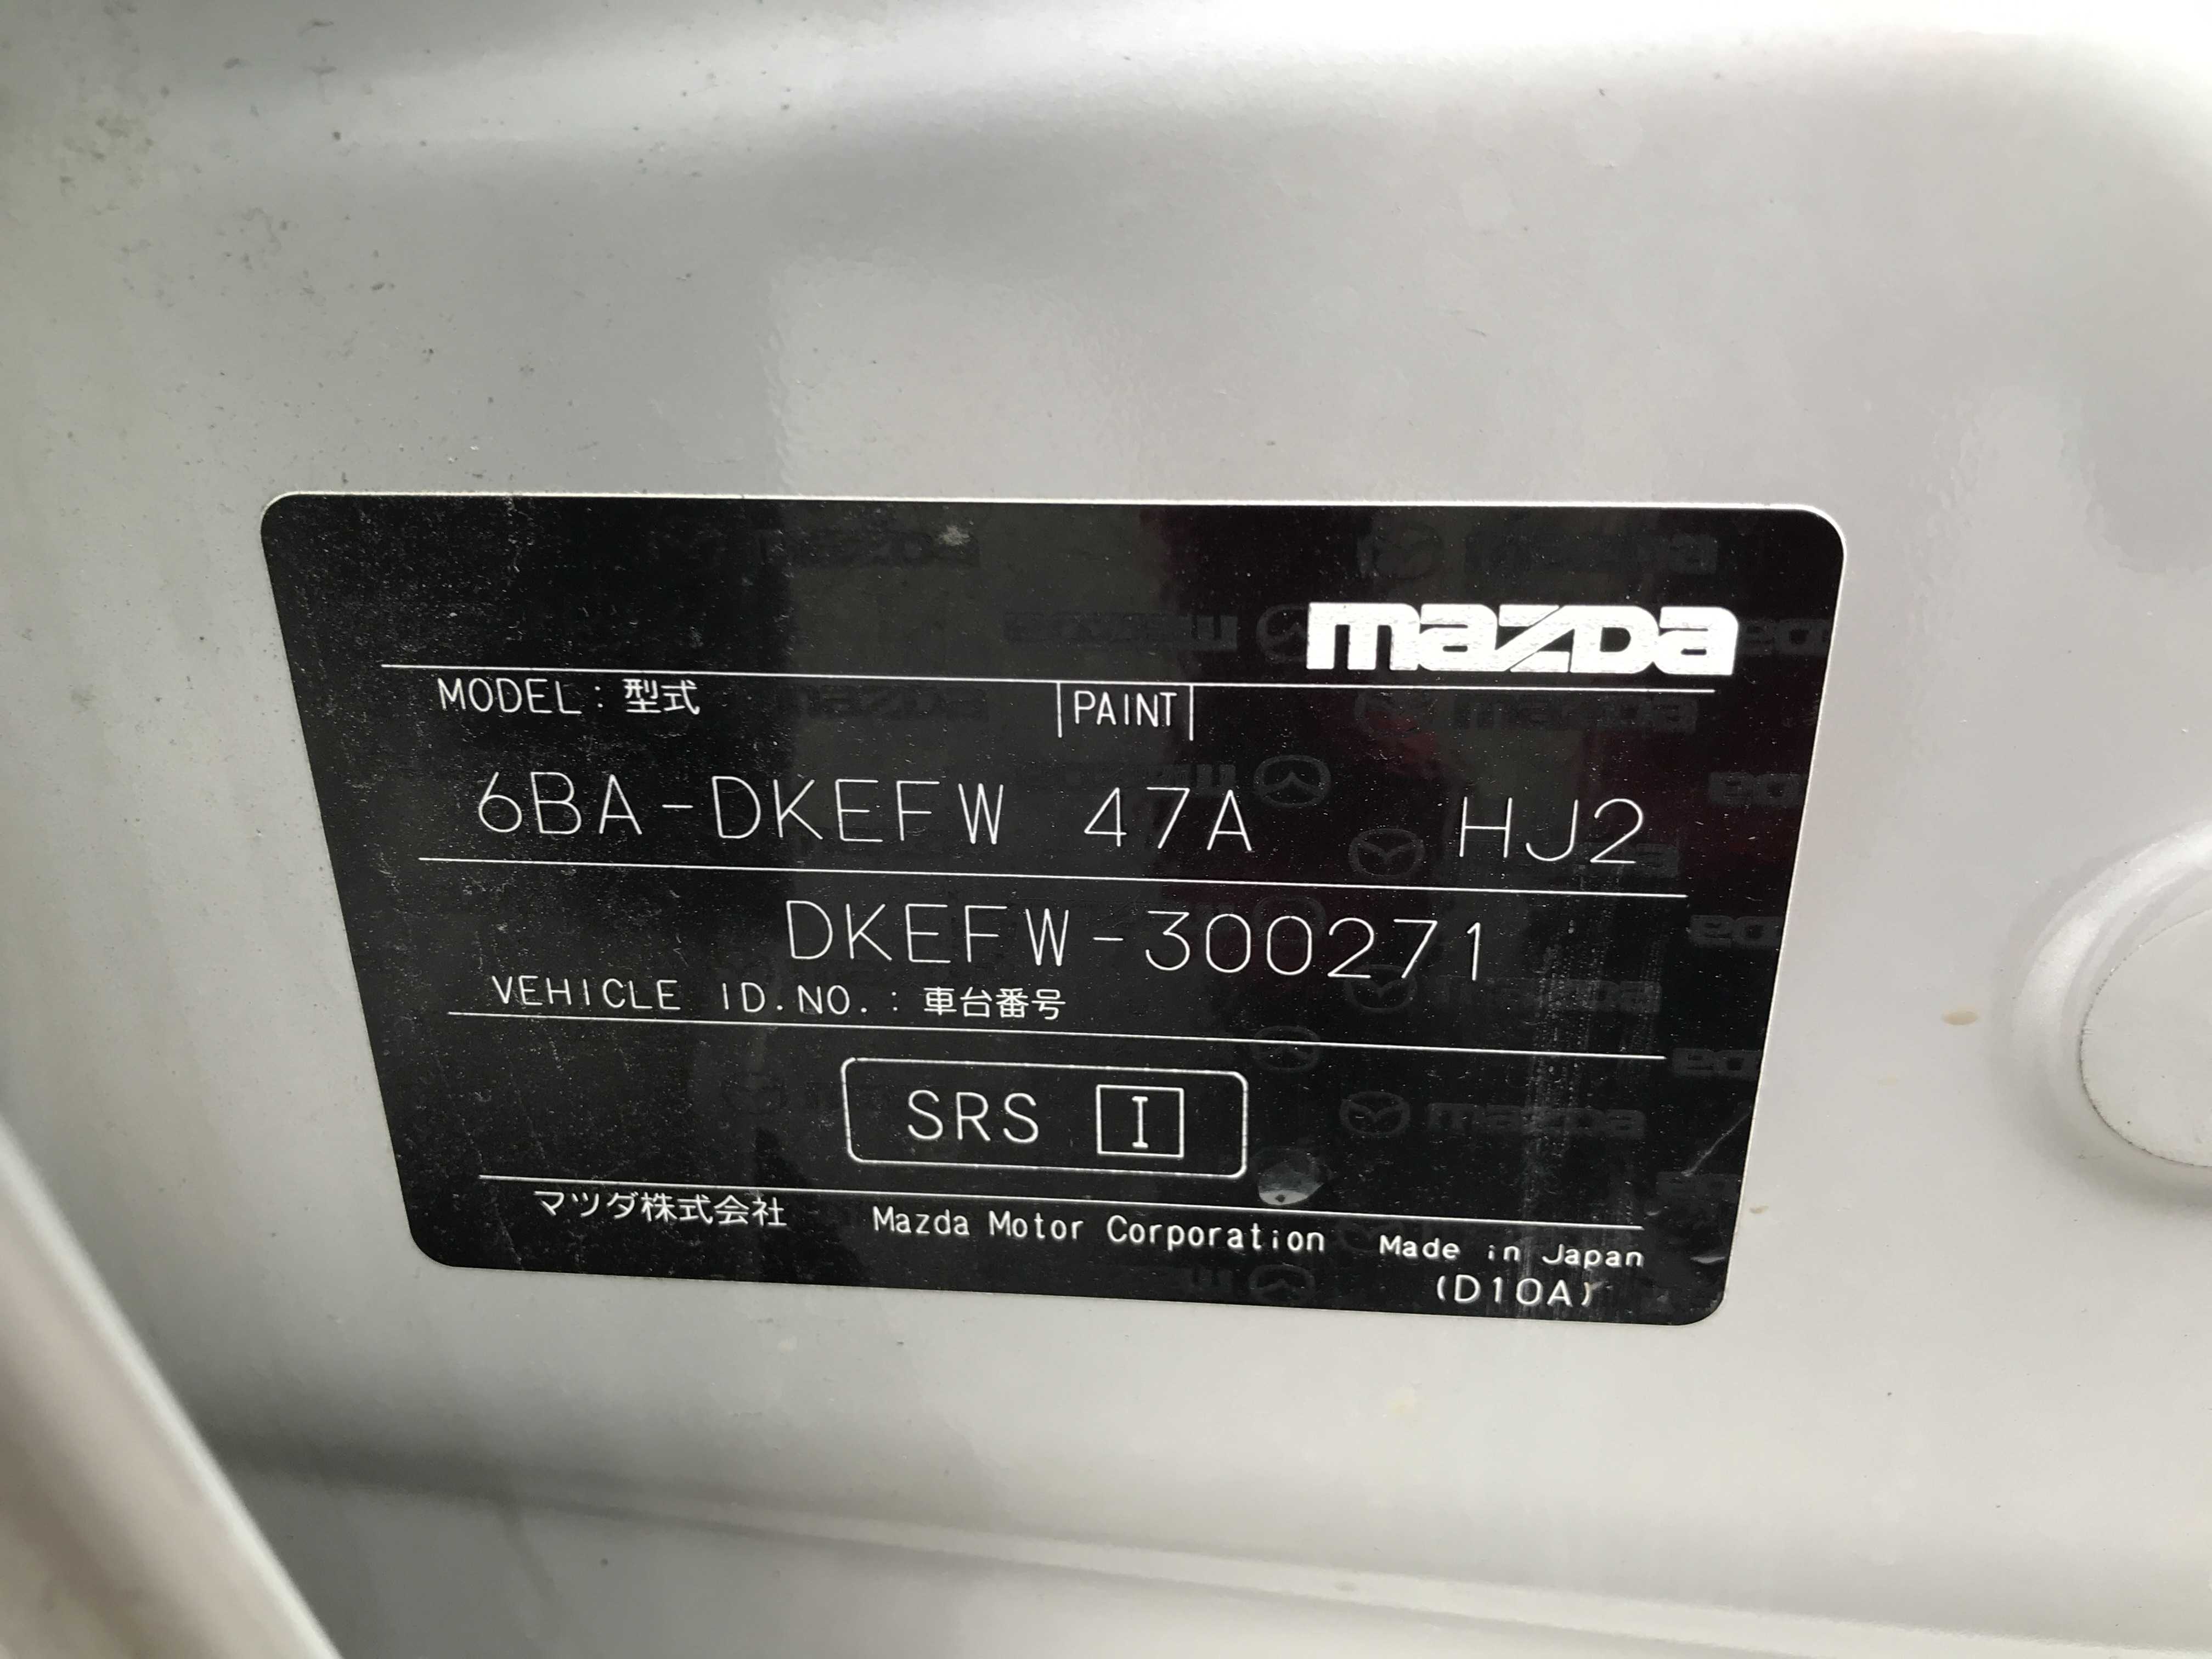 mazda
MODEL : 型式 PAINT
6BA-DKEFW 47A HJ2
DKEFW-300271
VEHICLE ID.NO. : 車台番号
SRS I
マツダ株式会社 Mazda Motor Corporation Made in Japan
(D10A)